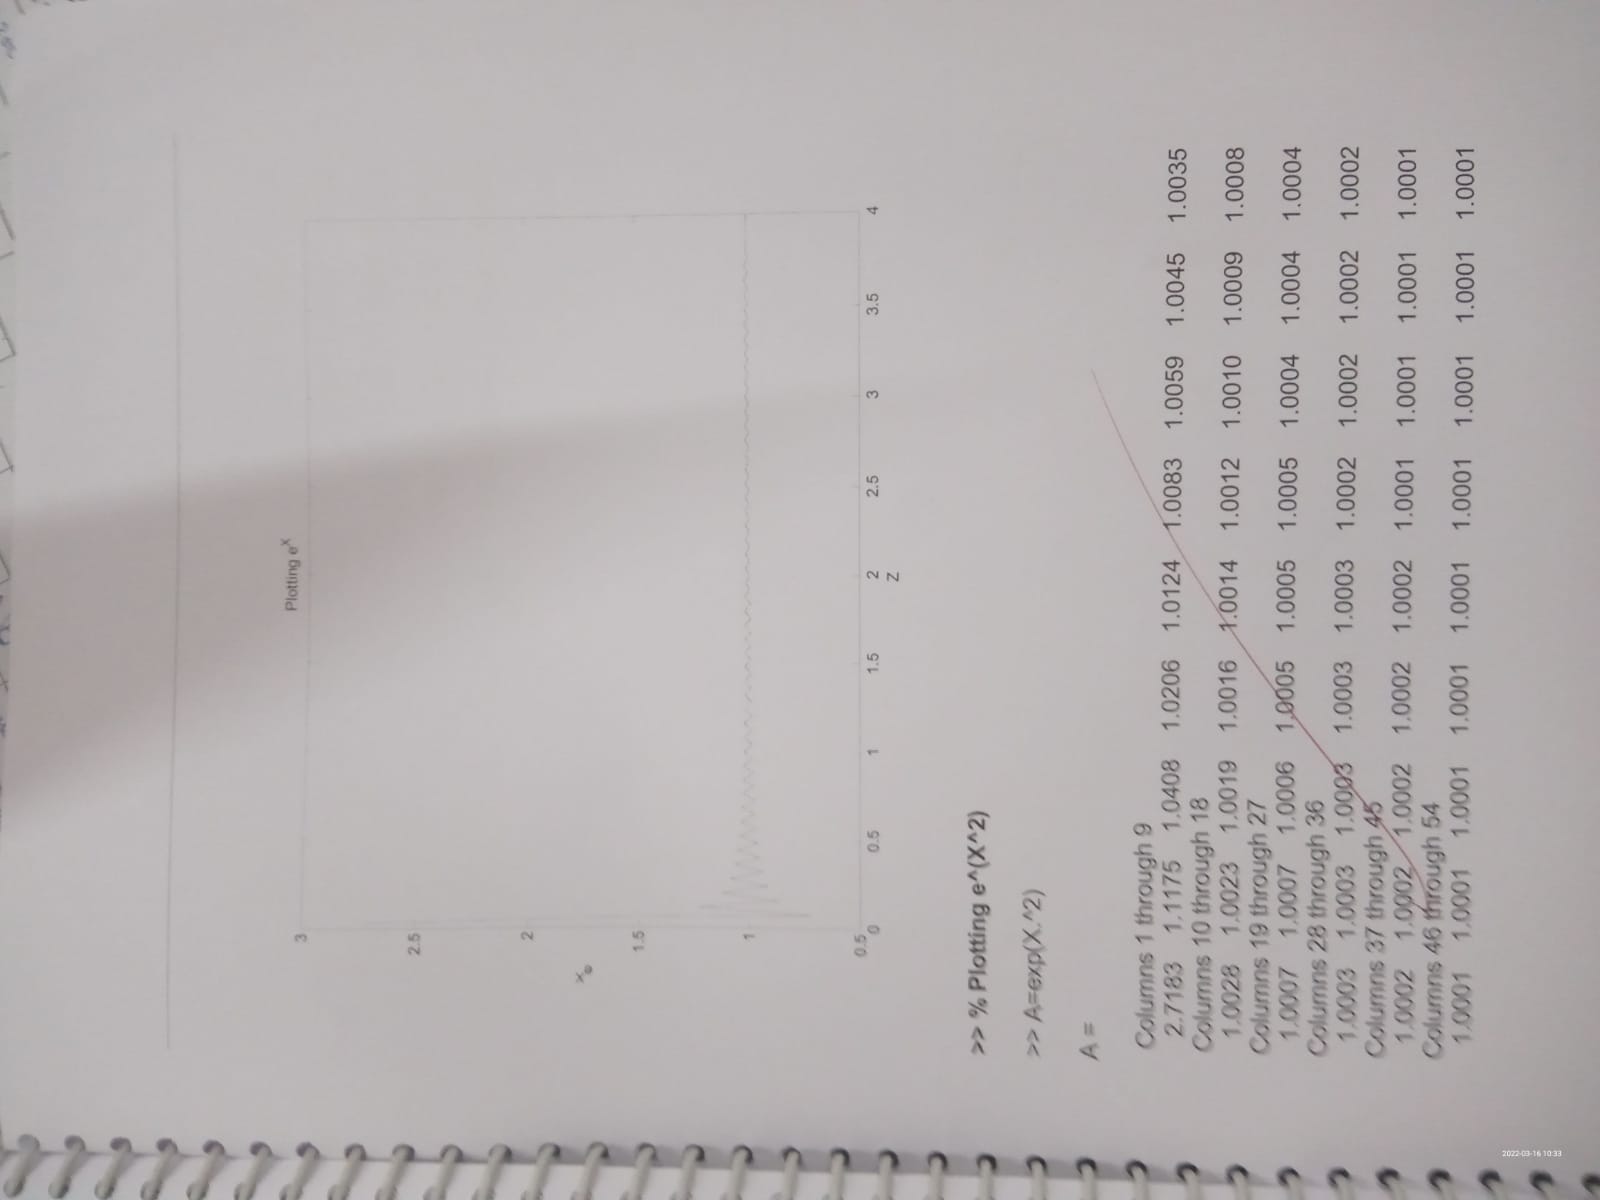 Plotting e^X
3
2.5
2
e^x
1.5
1
0.5
0 0.5 1 1.5 2 2.5 3 3.5 4
Z
>> % Plotting e^(X^2)
>> A=exp(X.^2)
A =
Columns 1 through 9
2.7183 1.1175 1.0408 1.0206 1.0124 1.0083 1.0059 1.0045 1.0035
Columns 10 through 18
1.0028 1.0023 1.0019 1.0016 1.0014 1.0012 1.0010 1.0009 1.0008
Columns 19 through 27
1.0007 1.0007 1.0006 1.0005 1.0005 1.0005 1.0004 1.0004 1.0004
Columns 28 through 36
1.0003 1.0003 1.0003 1.0003 1.0003 1.0002 1.0002 1.0002 1.0002
Columns 37 through 45
1.0002 1.0002 1.0002 1.0002 1.0002 1.0001 1.0001 1.0001 1.0001
Columns 46 through 54
1.0001 1.0001 1.0001 1.0001 1.0001 1.0001 1.0001 1.0001 1.0001
2022-03-16 10:33